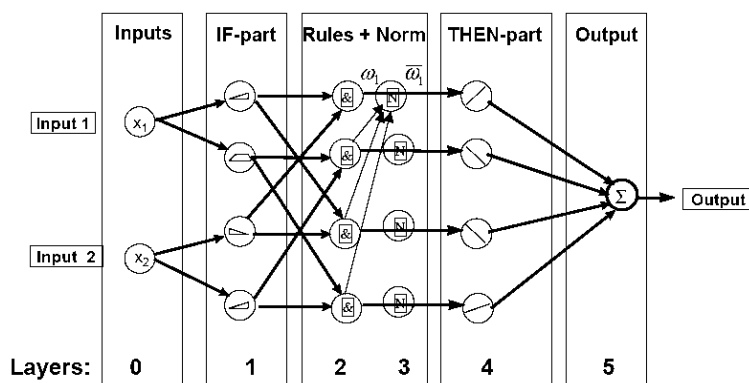 Inputs IF-part Rules + Norm THEN-part Output
ω1 ω̅1
& N
Input 1 x1
& N
Σ Output
& N
Input 2 x2
& N
Layers: 0 1 2 3 4 5